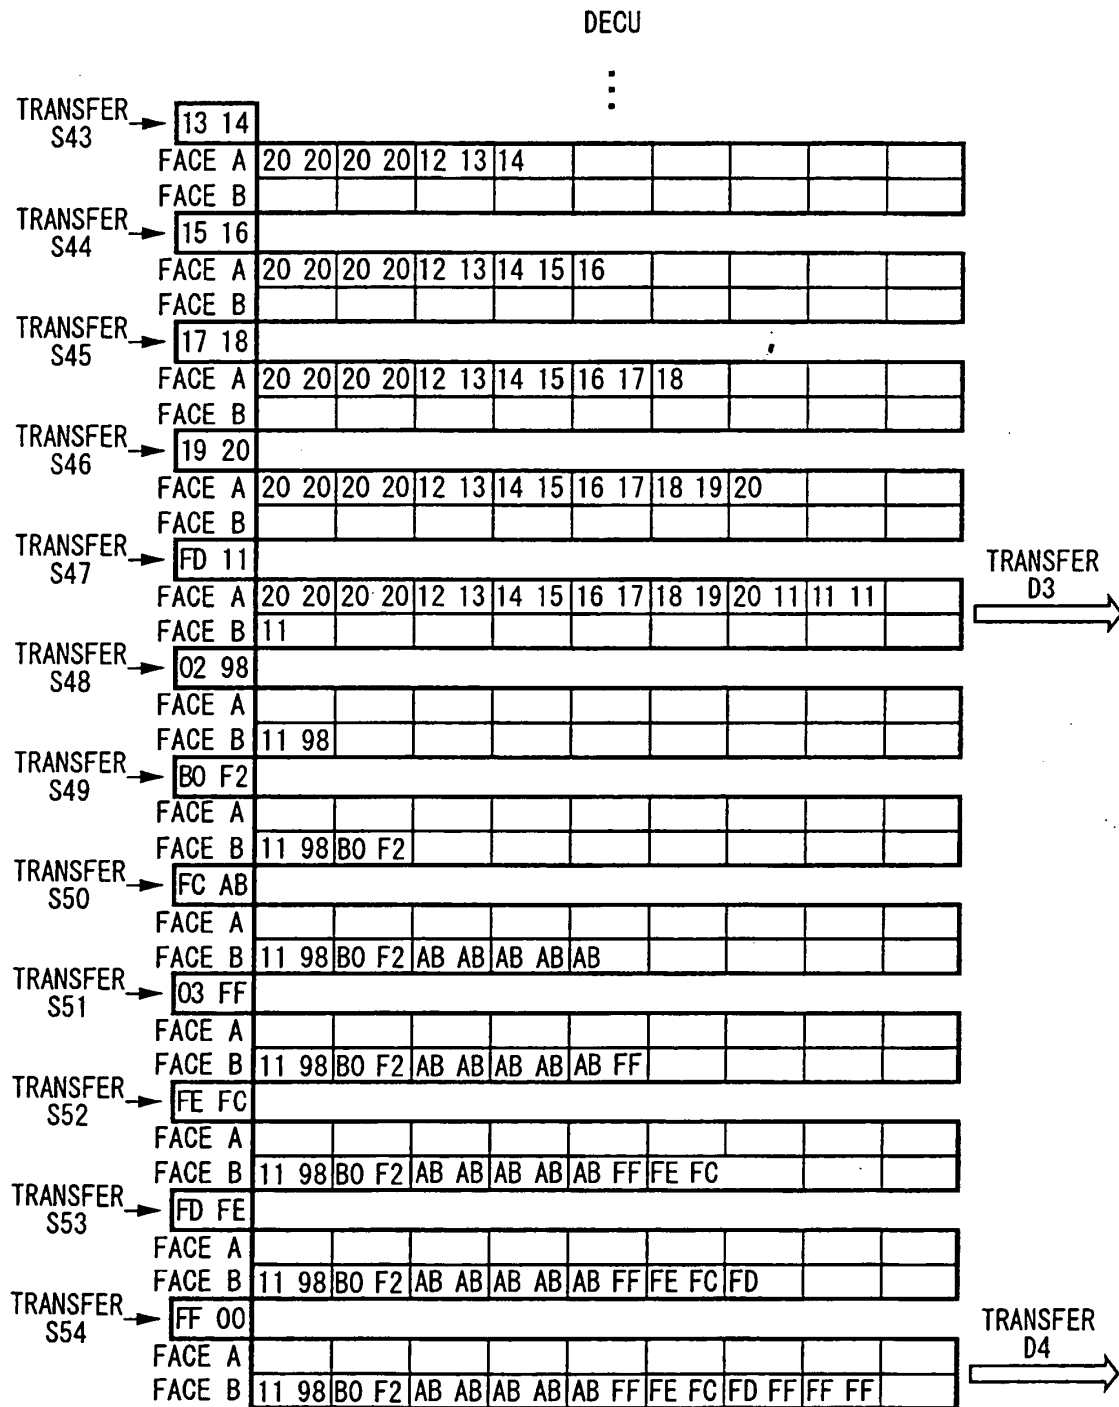 DECU
TRANSFER S43 13 14
FACE A 20 20 20 20 12 13 14
FACE B
TRANSFER S44 15 16
FACE A 20 20 20 20 12 13 14 15 16
FACE B
TRANSFER S45 17 18
FACE A 20 20 20 20 12 13 14 15 16 17 18
FACE B
TRANSFER S46 19 20
FACE A 20 20 20 20 12 13 14 15 16 17 18 19 20
FACE B
TRANSFER S47 FD 11
FACE A 20 20 20 20 12 13 14 15 16 17 18 19 20 11 11 11
FACE B 11
TRANSFER D3
TRANSFER S48 02 98
FACE A
FACE B 11 98
TRANSFER S49 B0 F2
FACE A
FACE B 11 98 B0 F2
TRANSFER S50 FC AB
FACE A
FACE B 11 98 B0 F2 AB AB AB AB AB
TRANSFER S51 03 FF
FACE A
FACE B 11 98 B0 F2 AB AB AB AB AB FF
TRANSFER S52 FE FC
FACE A
FACE B 11 98 B0 F2 AB AB AB AB AB FF FE FC
TRANSFER S53 FD FE
FACE A
FACE B 11 98 B0 F2 AB AB AB AB AB FF FE FC FD
TRANSFER S54 FF 00
FACE A
FACE B 11 98 B0 F2 AB AB AB AB AB FF FE FC FD FF FF FF
TRANSFER D4